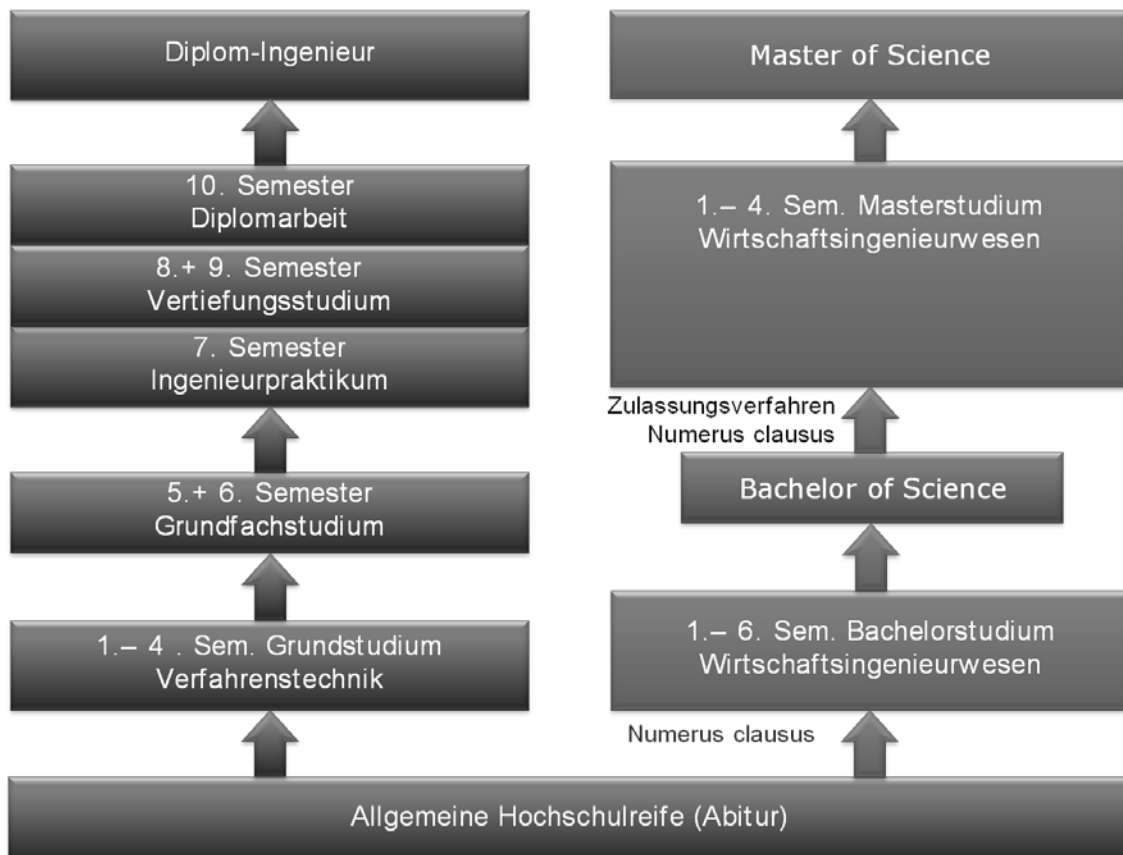 Diplom-Ingenieur
10. Semester
Diplomarbeit
8.+ 9. Semester
Vertiefungsstudium
7. Semester
Ingenieurpraktikum
5.+ 6. Semester
Grundfachstudium
1.– 4 . Sem. Grundstudium
Verfahrenstechnik
Master of Science
1.– 4. Sem. Masterstudium
Wirtschaftsingenieurwesen
Zulassungsverfahren
Numerus clausus
Bachelor of Science
1.– 6. Sem. Bachelorstudium
Wirtschaftsingenieurwesen
Numerus clausus
Allgemeine Hochschulreife (Abitur)